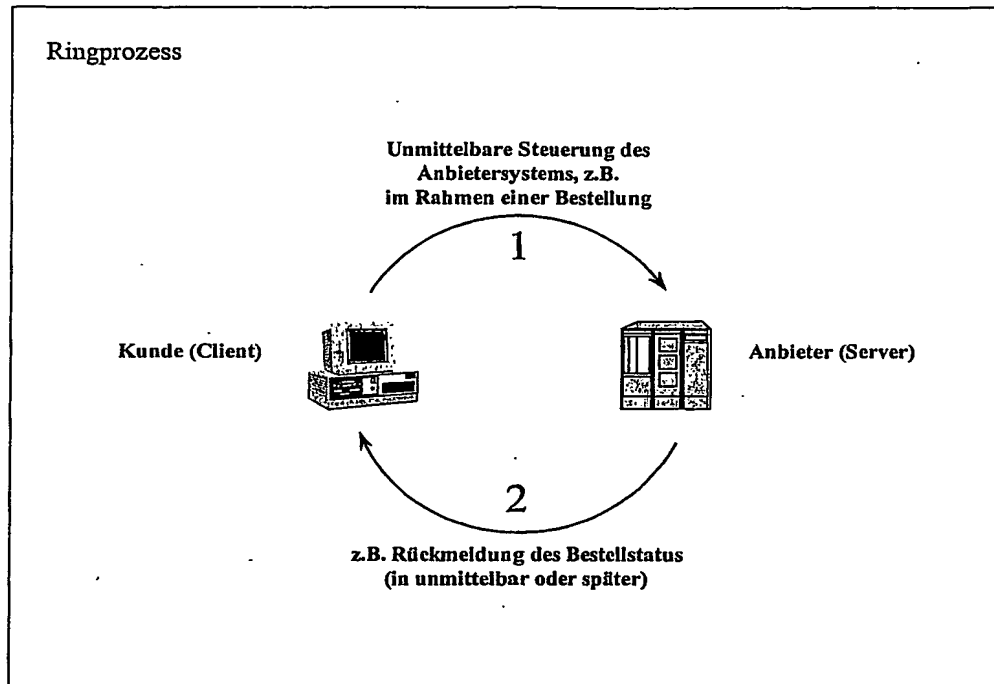 Ringprozess
Unmittelbare Steuerung des
Anbietersystems, z.B.
im Rahmen einer Bestellung
1
Kunde (Client)
Anbieter (Server)
2
z.B. Rückmeldung des Bestellstatus
(in unmittelbar oder später)